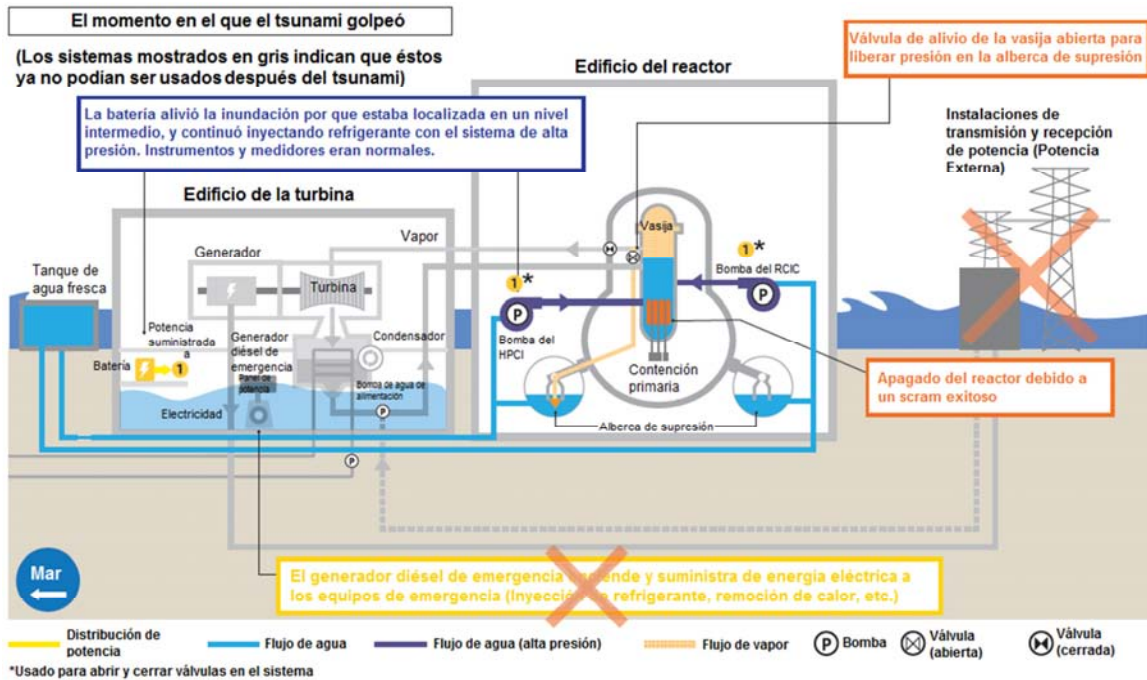 El momento en el que el tsunami golpeó
(Los sistemas mostrados en gris indican que éstos
ya no podian ser usados después del tsunami)
Válvula de alivio de la vasija abierta para
liberar presión en la alberca de supresión
Edificio del reactor
La batería alivió la inundación por que estaba localizada en un nivel
intermedio, y continuó inyectando refrigerante con el sistema de alta
presión. Instrumentos y medidores eran normales.
Instalaciones de
transmisión y recepción
de potencia (Potencia
Externa)
Edificio de la turbina
Vapor
Vasija
Generador
Turbina
Tanque de
agua fresca
1*
Bomba del HPCI
P
1*
Bomba del RCIC
P
Potencia
suministrada
a
Generador
diésel de
emergencia
Condensador
Batería
1
Panel de
potencia
Bomba de agua de
alimentación
P
Electricidad
Contención
primaria
Alberca de supresión
Apagado del reactor debido a
un scram exitoso
P
Mar
El generador diésel de emergencia y suministra de energía eléctrica a
los equipos de emergencia (Inyección refrigerante, remoción de calor, etc.)
Distribución de
potencia
Flujo de agua
Flujo de agua (alta presión)
Flujo de vapor
P Bomba
Válvula
(abierta)
Válvula
(cerrada)
*Usado para abrir y cerrar válvulas en el sistema